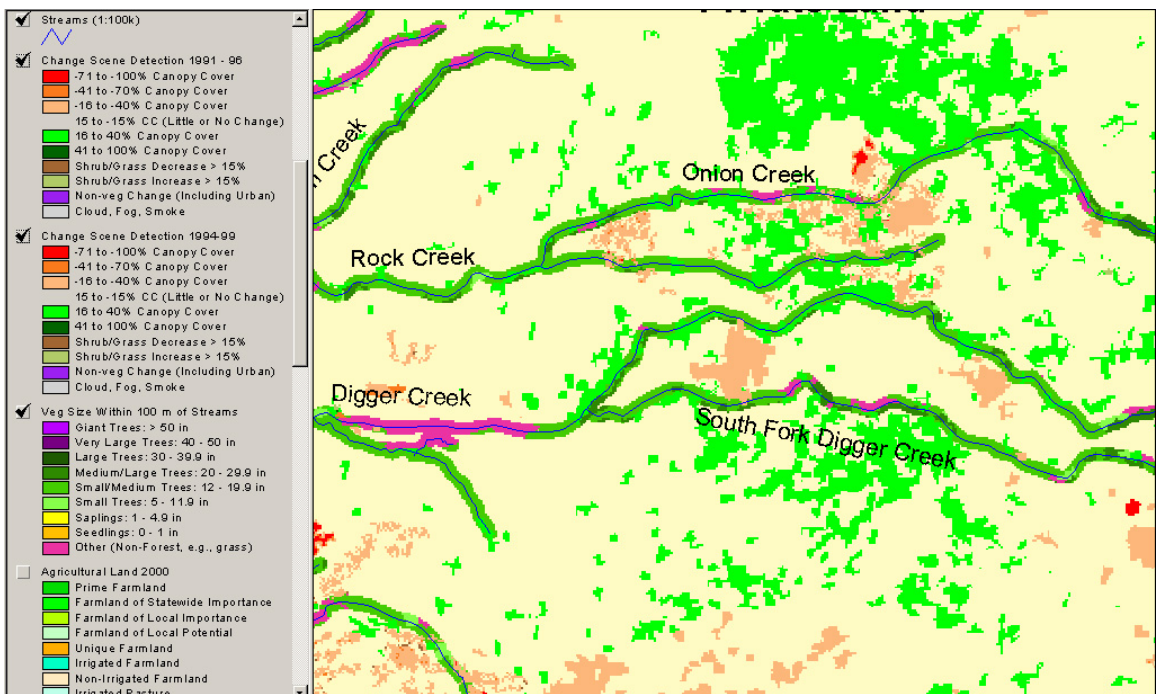 Streams (1:100k)
Change Scene Detection 1991 - 96
-71 to -100% Canopy Cover
-41 to -70% Canopy Cover
-16 to -40% Canopy Cover
15 to -15% CC (Little or No Change)
16 to 40% Canopy Cover
41 to 100% Canopy Cover
Shrub/Grass Decrease > 15%
Shrub/Grass Increase > 15%
Non-veg Change (Including Urban)
Cloud, Fog, Smoke
Change Scene Detection 1994-99
-71 to -100% Canopy Cover
-41 to -70% Canopy Cover
-16 to -40% Canopy Cover
15 to -15% CC (Little or No Change)
16 to 40% Canopy Cover
41 to 100% Canopy Cover
Shrub/Grass Decrease > 15%
Shrub/Grass Increase > 15%
Non-veg Change (Including Urban)
Cloud, Fog, Smoke
Veg Size Within 100 m of Streams
Giant Trees: > 50 in
Very Large Trees: 40 - 50 in
Large Trees: 30 - 39.9 in
Medium/Large Trees: 20 - 29.9 in
Small/Medium Trees: 12 - 19.9 in
Small Trees: 5 - 11.9 in
Saplings: 1 - 4.9 in
Seedlings: 0 - 1 in
Other (Non-Forest, e.g., grass)
Agricultural Land 2000
Prime Farmland
Farmland of Statewide Importance
Farmland of Local Importance
Farmland of Local Potential
Unique Farmland
Irrigated Farmland
Non-Irrigated Farmland
Irrigated Pasture
Private Land
Creek
Onion Creek
Rock Creek
Digger Creek
South Fork Digger Creek